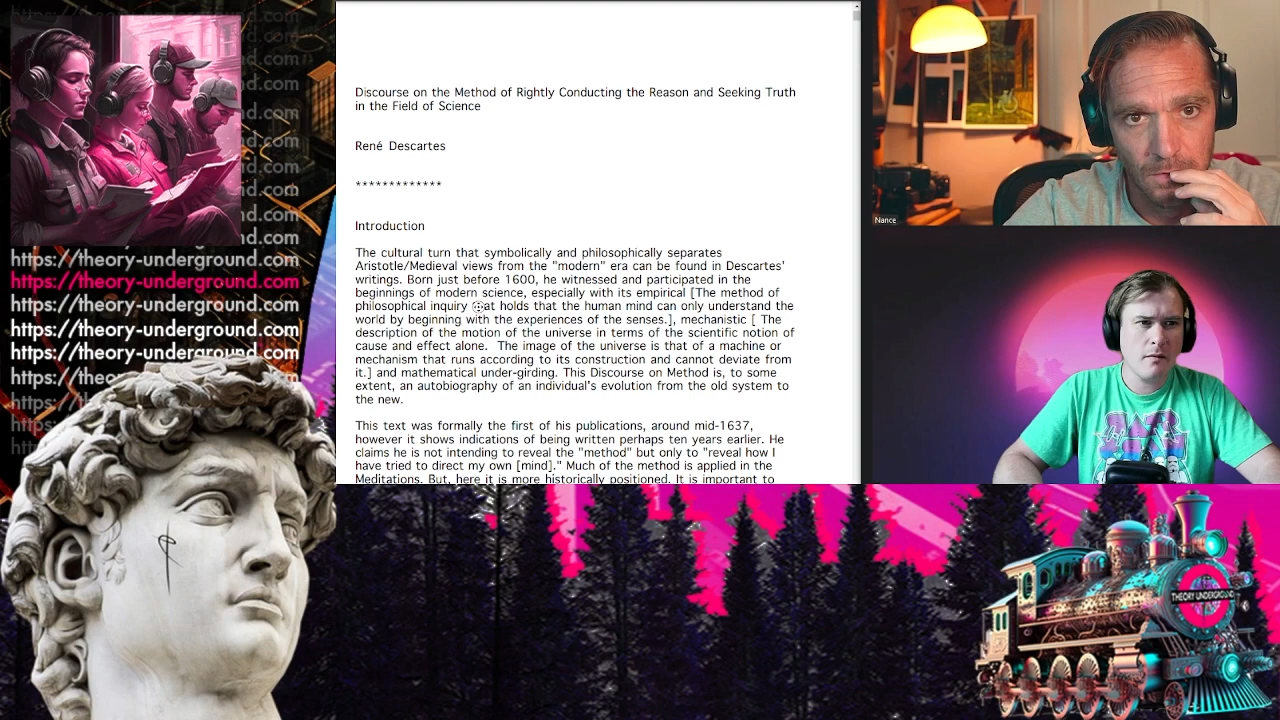 https://theory-underground.com
https://theory-underground.com
https://theory-underground.com
https://theory-underground.com
https://theory-underground.com
Discourse on the Method of Rightly Conducting the Reason and Seeking Truth
in the Field of Science
René Descartes
*************
Introduction
The cultural turn that symbolically and philosophically separates
Aristotle/Medieval views from the "modern" era can be found in Descartes'
writings. Born just before 1600, he witnessed and participated in the
beginnings of modern science, especially with its empirical [The method of
philosophical inquiry that holds that the human mind can only understand the
world by beginning with the experiences of the senses.], mechanistic [ The
description of the motion of the universe in terms of the scientific notion of
cause and effect alone. The image of the universe is that of a machine or
mechanism that runs according to its construction and cannot deviate from
it.] and mathematical under-girding. This Discourse on Method is, to some
extent, an autobiography of an individual's evolution from the old system to
the new.
This text was formally the first of his publications, around mid-1637,
however it shows indications of being written perhaps ten years earlier. He
claims he is not intending to reveal the "method" but only to "reveal how I
have tried to direct my own [mind]." Much of the method is applied in the
Meditations. But, here it is more historically positioned. It is important to
Nance
THEORY UNDERGROUND